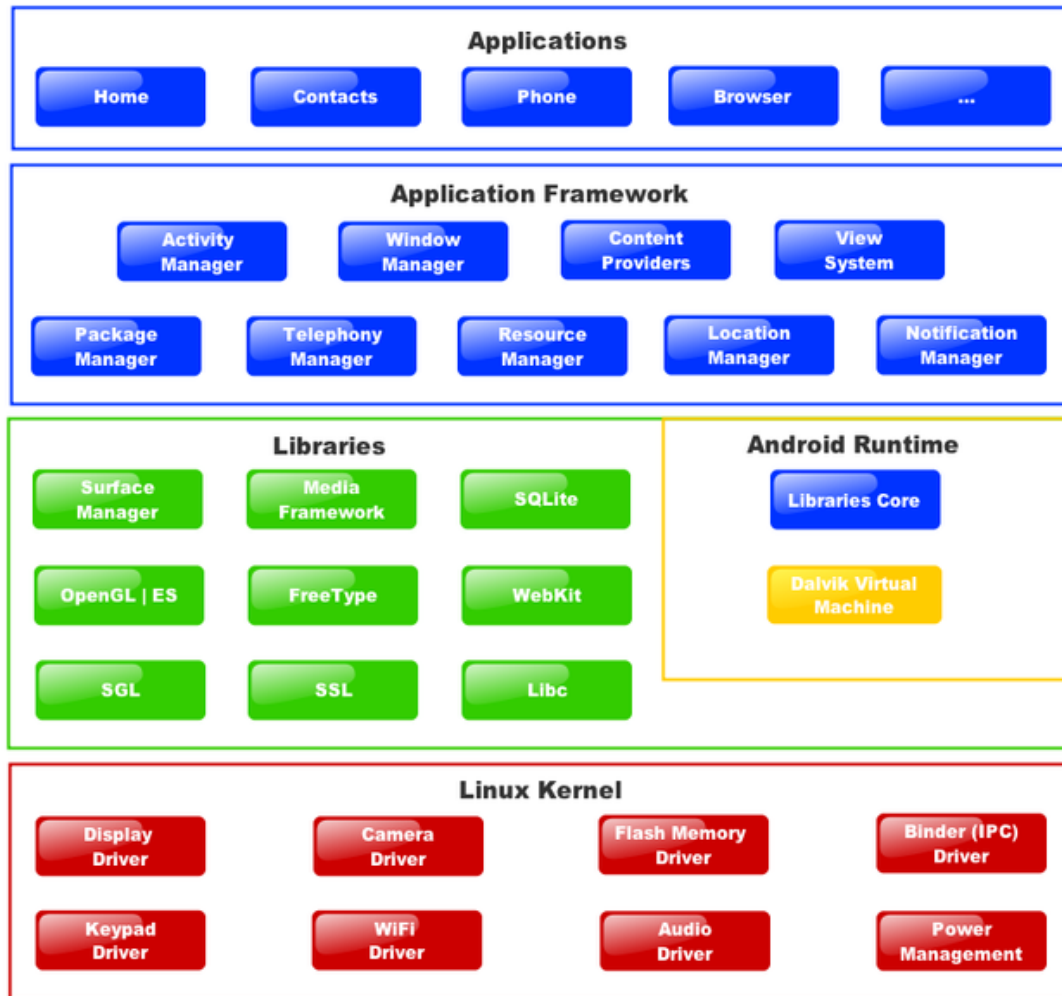 Applications
Home
Contacts
Phone
Browser
...
Application Framework
Activity
Manager
Window
Manager
Content
Providers
View
System
Package
Manager
Telephony
Manager
Resource
Manager
Location
Manager
Notification
Manager
Libraries
Surface
Manager
Media
Framework
SQLite
OpenGL | ES
FreeType
WebKit
SGL
SSL
Libc
Android Runtime
Libraries Core
Dalvik Virtual
Machine
Linux Kernel
Display
Driver
Camera
Driver
Flash Memory
Driver
Binder (IPC)
Driver
Keypad
Driver
WiFi
Driver
Audio
Driver
Power
Management